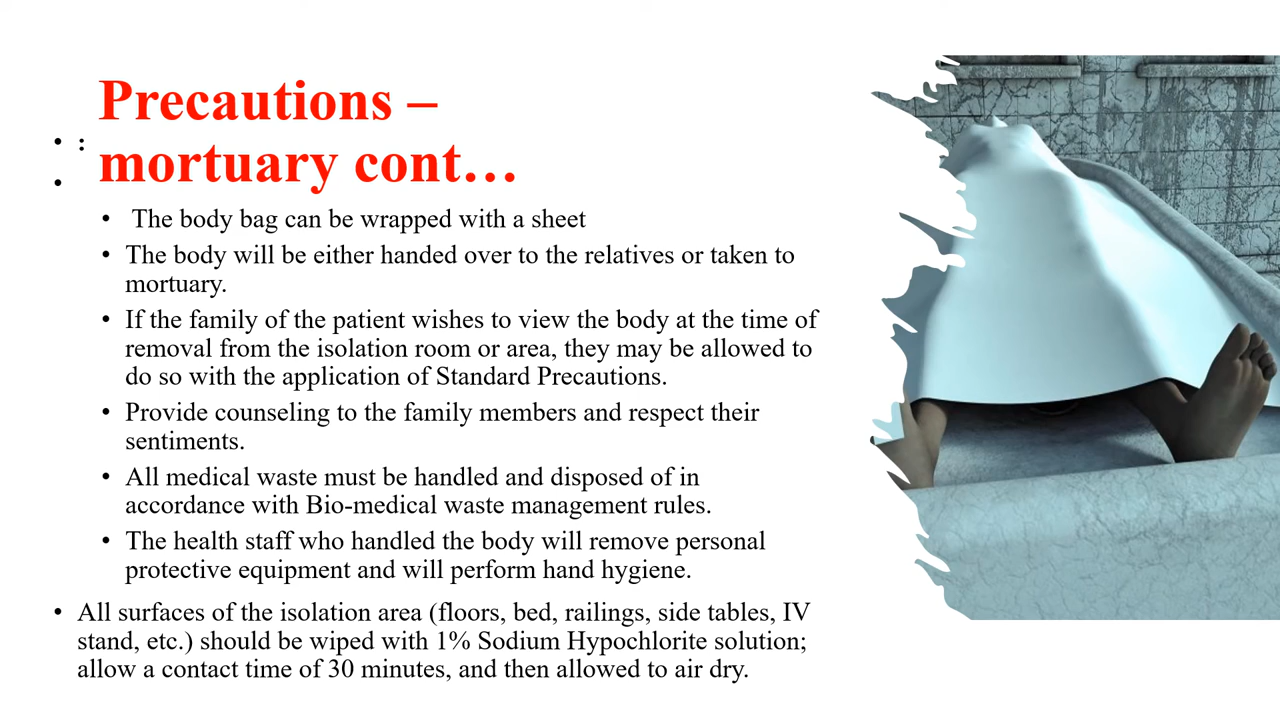 Precautions –
• : mortuary cont…
•
• The body bag can be wrapped with a sheet
• The body will be either handed over to the relatives or taken to
mortuary.
• If the family of the patient wishes to view the body at the time of
removal from the isolation room or area, they may be allowed to
do so with the application of Standard Precautions.
• Provide counseling to the family members and respect their
sentiments.
• All medical waste must be handled and disposed of in
accordance with Bio-medical waste management rules.
• The health staff who handled the body will remove personal
protective equipment and will perform hand hygiene.
• All surfaces of the isolation area (floors, bed, railings, side tables, IV
stand, etc.) should be wiped with 1% Sodium Hypochlorite solution;
allow a contact time of 30 minutes, and then allowed to air dry.